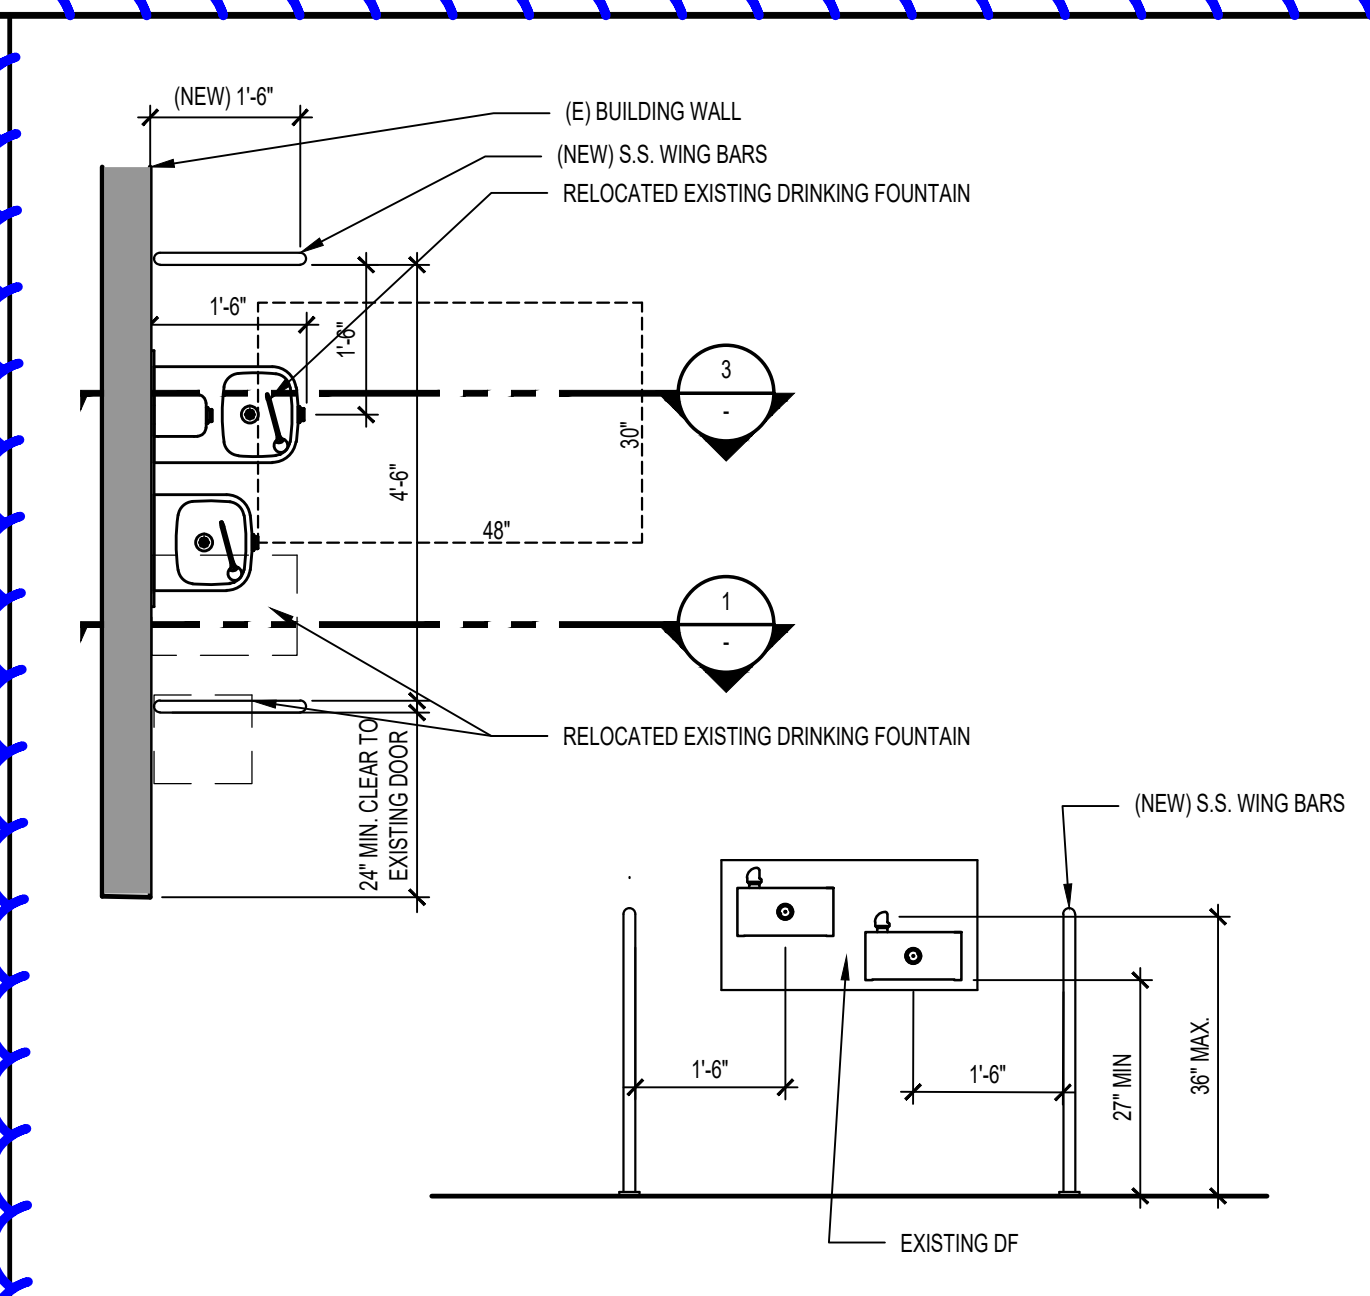 (NEW) 1'-6"
(E) BUILDING WALL
(NEW) S.S. WING BARS
RELOCATED EXISTING DRINKING FOUNTAIN
1'-6"
1'-6"
3
-
30"
4'-6"
48"
1
-
RELOCATED EXISTING DRINKING FOUNTAIN
24" MIN. CLEAR TO
EXISTING DOOR
(NEW) S.S. WING BARS
1'-6"
1'-6"
27" MIN
36" MAX.
EXISTING DF